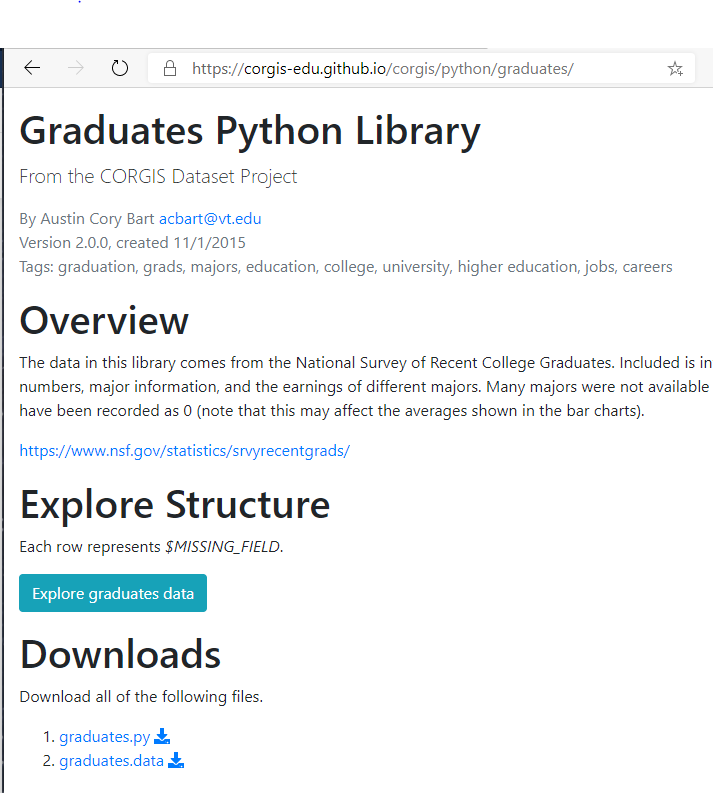 https://corgis-edu.github.io/corgis/python/graduates/
Graduates Python Library
From the CORGIS Dataset Project
By Austin Cory Bart acbart@vt.edu
Version 2.0.0, created 11/1/2015
Tags: graduation, grads, majors, education, college, university, higher education, jobs, careers
Overview
The data in this library comes from the National Survey of Recent College Graduates. Included is in
numbers, major information, and the earnings of different majors. Many majors were not available
have been recorded as 0 (note that this may affect the averages shown in the bar charts).
https://www.nsf.gov/statistics/srvyrecentgrads/
Explore Structure
Each row represents $MISSING_FIELD.
Explore graduates data
Downloads
Download all of the following files.
1. graduates.py
2. graduates.data